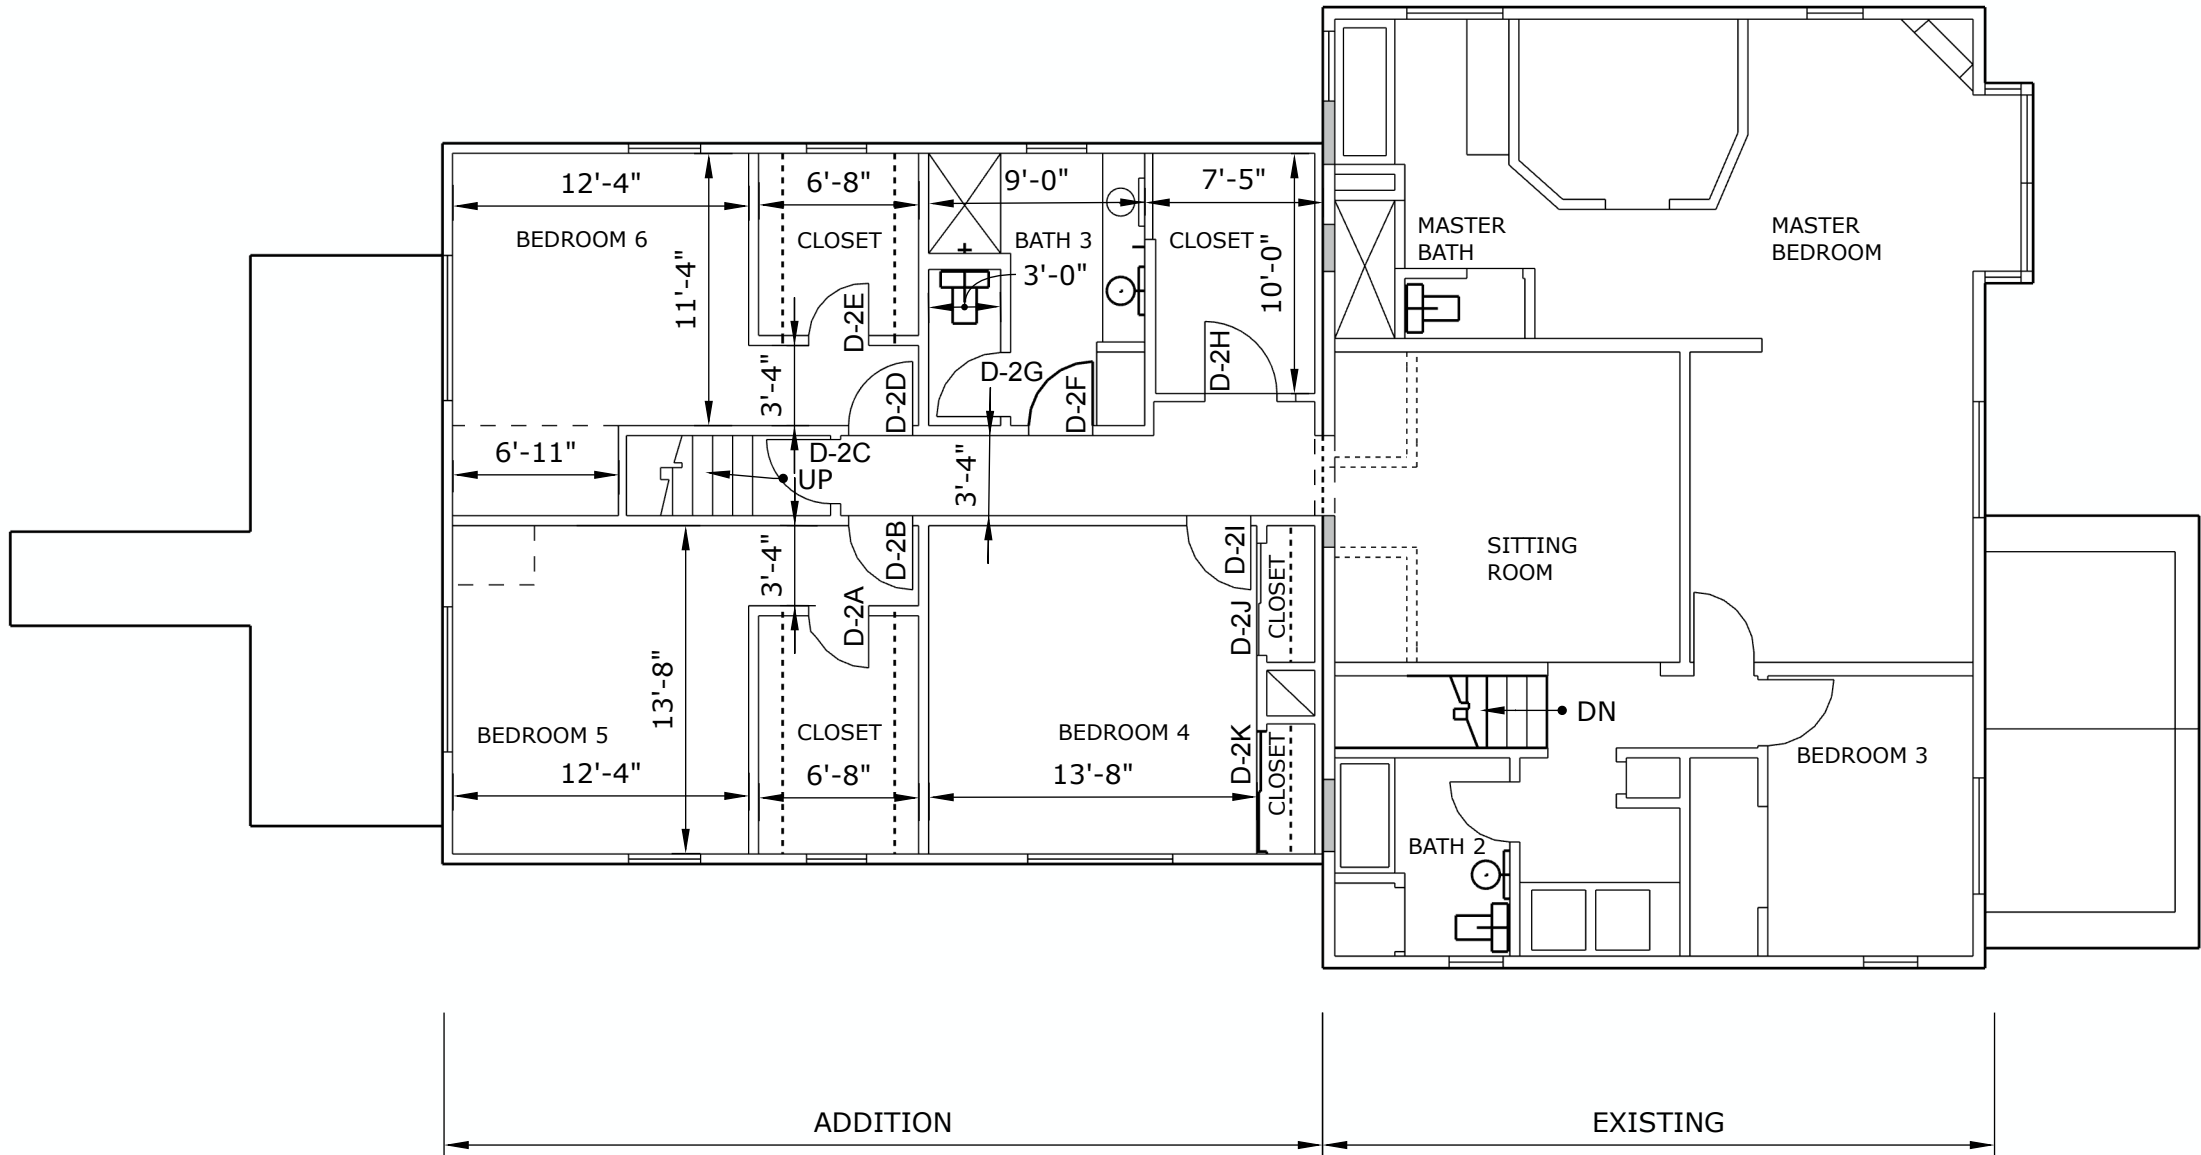 12'-4"
6'-8"
9'-0"
7'-5"
BEDROOM 6
CLOSET
BATH 3
CLOSET
MASTER
BATH
MASTER
BEDROOM
11'-4"
3'-0"
10'-0"
D-2E
D-2H
D-2G
3'-4"
D-2D
D-2F
6'-11"
D-2C
UP
3'-4"
D-2B
D-2I
SITTING
ROOM
3'-4"
D-2A
D-2J
CLOSET
13'-8"
BEDROOM 5
CLOSET
BEDROOM 4
DN
D-2K
CLOSET
BEDROOM 3
12'-4"
6'-8"
13'-8"
BATH 2
ADDITION
EXISTING